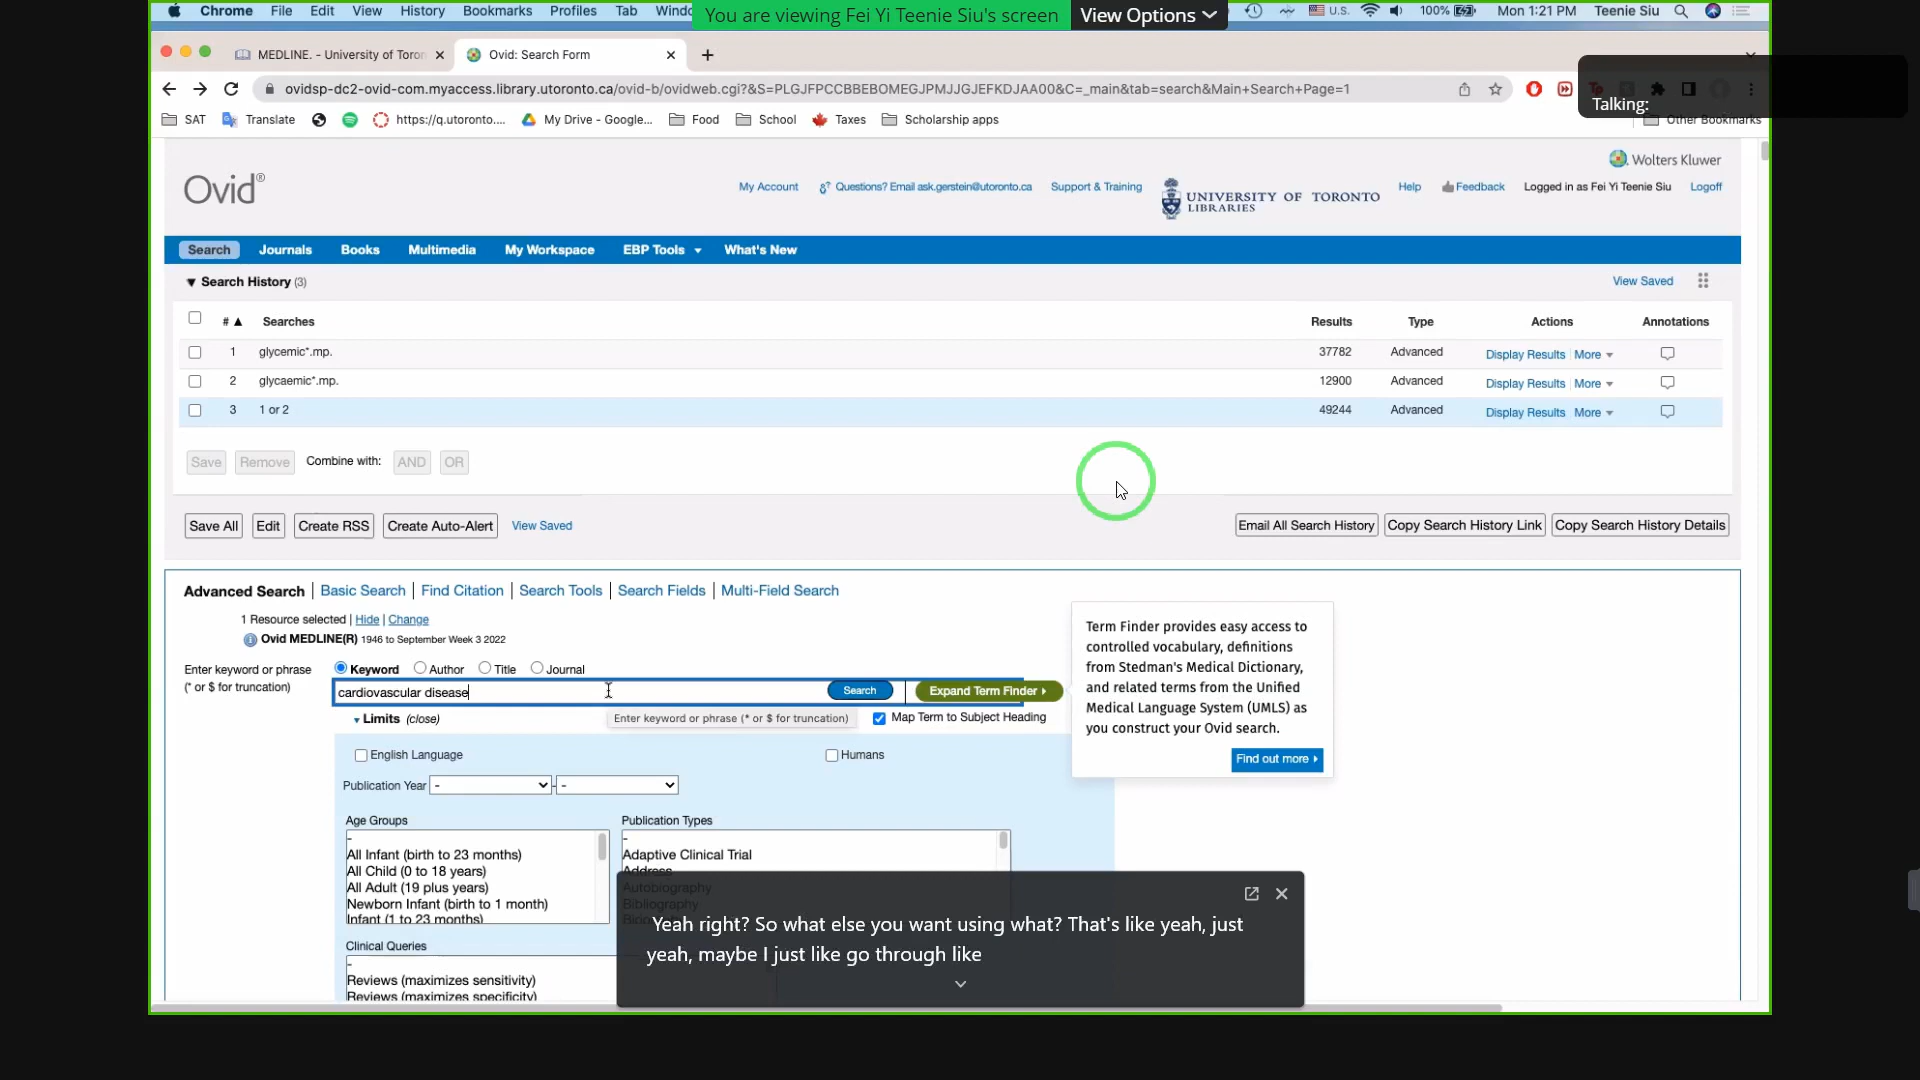 Chrome File Edit View History Bookmarks Profiles Tab Windo
You are viewing Fei Yi Teenie Siu's screen View Options
U.S. 100% Mon 1:21 PM Teenie Siu
MEDLINE. - University of Toron
Ovid: Search Form
ovidsp-dc2-ovid-com.myaccess.library.utoronto.ca/ovid-b/ovidweb.cgi?&S=PLGJFPCCBBEBOMEGJPMJJGJEFKDJAA00&C=_main&tab=search&Main+Search+Page=1
Talking:
SAT Translate https://q.utoronto.... My Drive - Google... Food School Taxes Scholarship apps Other Bookmarks
Wolters Kluwer
Ovid®
My Account Questions? Email ask.gerstein@utoronto.ca Support & Training
UNIVERSITY OF TORONTO
LIBRARIES
Help Feedback Logged in as Fei Yi Teenie Siu Logoff
Search Journals Books Multimedia My Workspace EBP Tools What's New
Search History (3) View Saved
# ▲ Searches Results Type Actions Annotations
1 glycemic*.mp. 37782 Advanced Display Results More
2 glycaemic*.mp. 12900 Advanced Display Results More
3 1 or 2 49244 Advanced Display Results More
Save Remove Combine with: AND OR
Save All Edit Create RSS Create Auto-Alert View Saved Email All Search History Copy Search History Link Copy Search History Details
Advanced Search | Basic Search | Find Citation | Search Tools | Search Fields | Multi-Field Search
1 Resource selected | Hide | Change
Ovid MEDLINE(R) 1946 to September Week 3 2022
Enter keyword or phrase
(* or $ for truncation)
Keyword Author Title Journal
cardiovascular disease Search Expand Term Finder
Limits (close) Enter keyword or phrase (* or $ for truncation) Map Term to Subject Heading
Term Finder provides easy access to
controlled vocabulary, definitions
from Stedman's Medical Dictionary,
and related terms from the Unified
Medical Language System (UMLS) as
you construct your Ovid search.
Find out more
English Language Humans
Publication Year - -
Age Groups
-
All Infant (birth to 23 months)
All Child (0 to 18 years)
All Adult (19 plus years)
Newborn Infant (birth to 1 month)
Infant (1 to 23 months)
Publication Types
-
Adaptive Clinical Trial
Address
Autobiography
Bibliography
Clinical Queries
-
Reviews (maximizes sensitivity)
Reviews (maximizes specificity)
Yeah right? So what else you want using what? That's like yeah, just
yeah, maybe I just like go through like